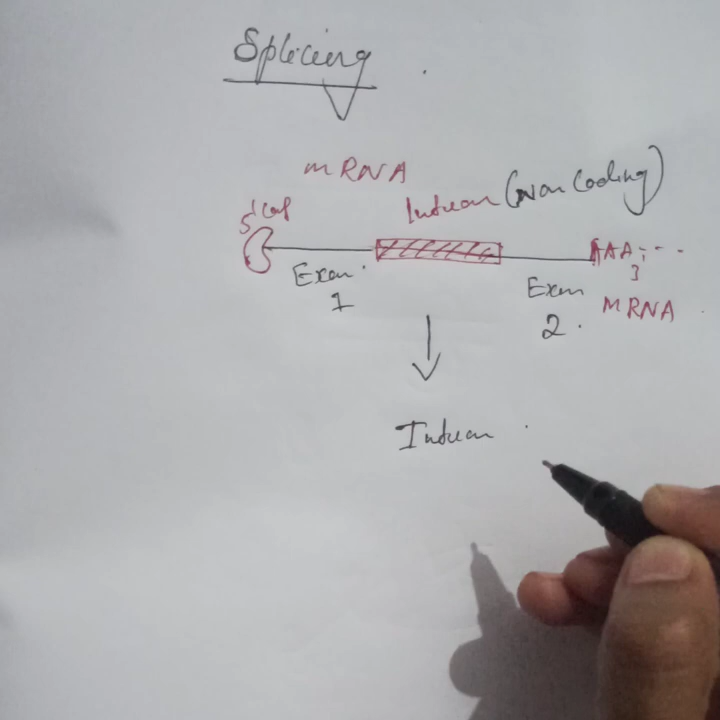 Splicing
mRNA
5' Cap
Intron (Non Coding)
AAA - - -
3
Exon
1
Exon
2.
MRNA
Intron